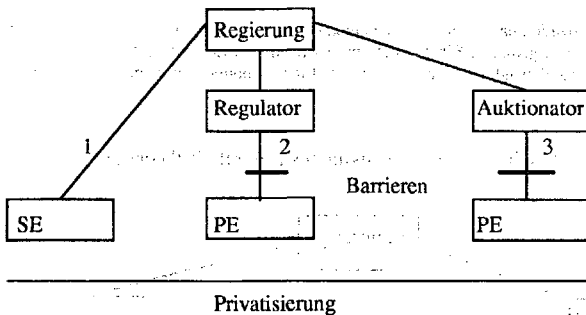 Regierung
Regulator
Auktionator
1
2
3
Barrieren
SE
PE
PE
Privatisierung